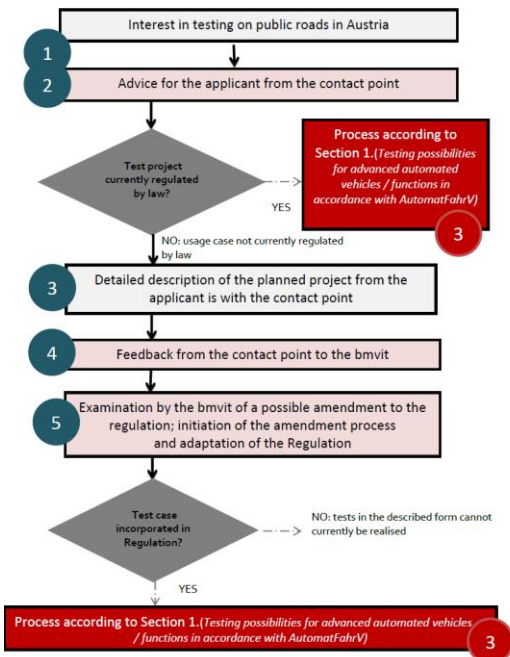 Interest in testing on public roads in Austria
1
2
Advice for the applicant from the contact point
Test project
currently regulated
by law?
YES
Process according to
Section 1.(Testing possibilities
for advanced automated
vehicles / functions in
accordance with AutomatFahrV)
3
NO: usage case not currently regulated
by law
3
Detailed description of the planned project from the
applicant is with the contact point
4
Feedback from the contact point to the bmvit
5
Examination by the bmvit of a possible amendment to the
regulation; initiation of the amendment process
and adaptation of the Regulation
Test case
incorporated in
Regulation?
NO: tests in the described form cannot
currently be realised
YES
Process according to Section 1.(Testing possibilities for advanced automated vehicles
/ functions in accordance with AutomatFahrV)
3